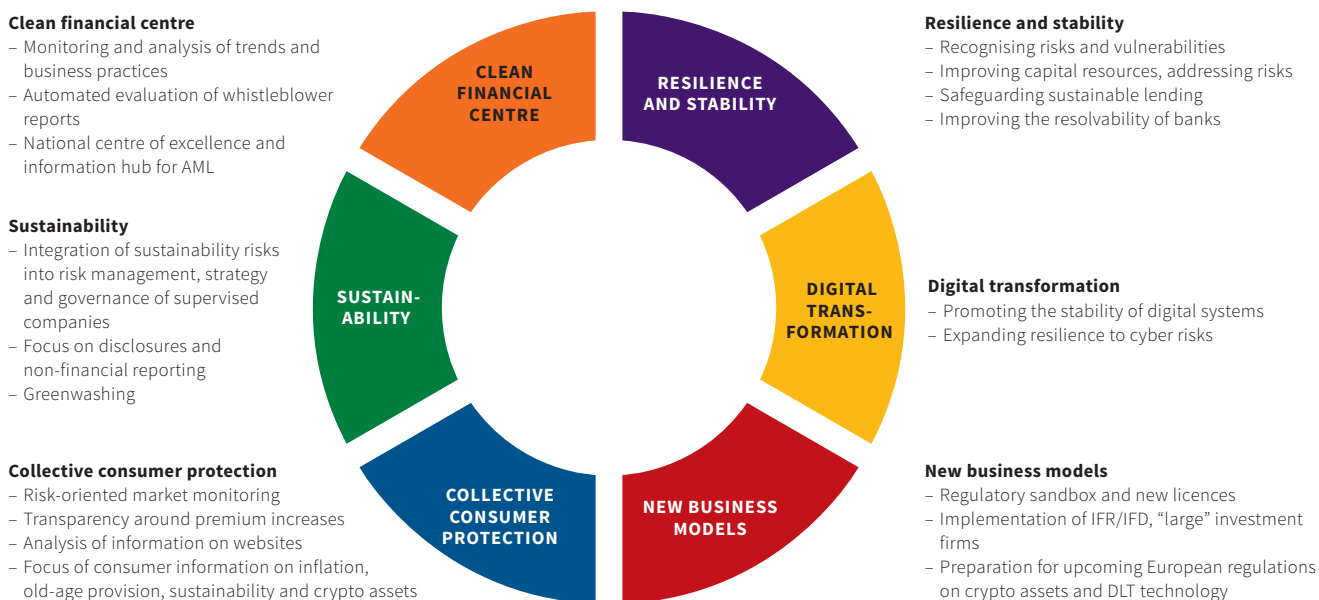 Clean financial centre
– Monitoring and analysis of trends and
business practices
– Automated evaluation of whistleblower
reports
– National centre of excellence and
information hub for AML
Sustainability
– Integration of sustainability risks
into risk management, strategy
and governance of supervised
companies
– Focus on disclosures and
non-financial reporting
– Greenwashing
Collective consumer protection
– Risk-oriented market monitoring
– Transparency around premium increases
– Analysis of information on websites
– Focus of consumer information on inflation,
old-age provision, sustainability and crypto assets
CLEAN
FINANCIAL
CENTRE
RESILIENCE
AND STABILITY
SUSTAIN-
ABILITY
DIGITAL
TRANS-
FORMATION
COLLECTIVE
CONSUMER
PROTECTION
NEW BUSINESS
MODELS
Resilience and stability
– Recognising risks and vulnerabilities
– Improving capital resources, addressing risks
– Safeguarding sustainable lending
– Improving the resolvability of banks
Digital transformation
– Promoting the stability of digital systems
– Expanding resilience to cyber risks
New business models
– Regulatory sandbox and new licences
– Implementation of IFR/IFD, “large” investment
firms
– Preparation for upcoming European regulations
on crypto assets and DLT technology